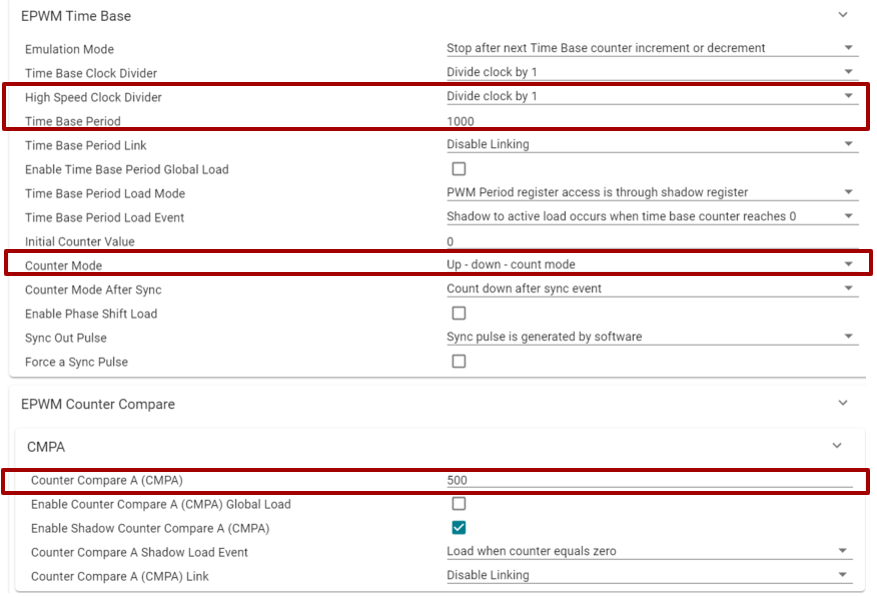 EPWM Time Base
Emulation Mode Stop after next Time Base counter increment or decrement
Time Base Clock Divider Divide clock by 1
High Speed Clock Divider Divide clock by 1
Time Base Period 1000
Time Base Period Link Disable Linking
Enable Time Base Period Global Load
Time Base Period Load Mode PWM Period register access is through shadow register
Time Base Period Load Event Shadow to active load occurs when time base counter reaches 0
Initial Counter Value 0
Counter Mode Up - down - count mode
Counter Mode After Sync Count down after sync event
Enable Phase Shift Load
Sync Out Pulse Sync pulse is generated by software
Force a Sync Pulse
EPWM Counter Compare
CMPA
Counter Compare A (CMPA) 500
Enable Counter Compare A (CMPA) Global Load
Enable Shadow Counter Compare A (CMPA)
Counter Compare A Shadow Load Event Load when counter equals zero
Counter Compare A (CMPA) Link Disable Linking